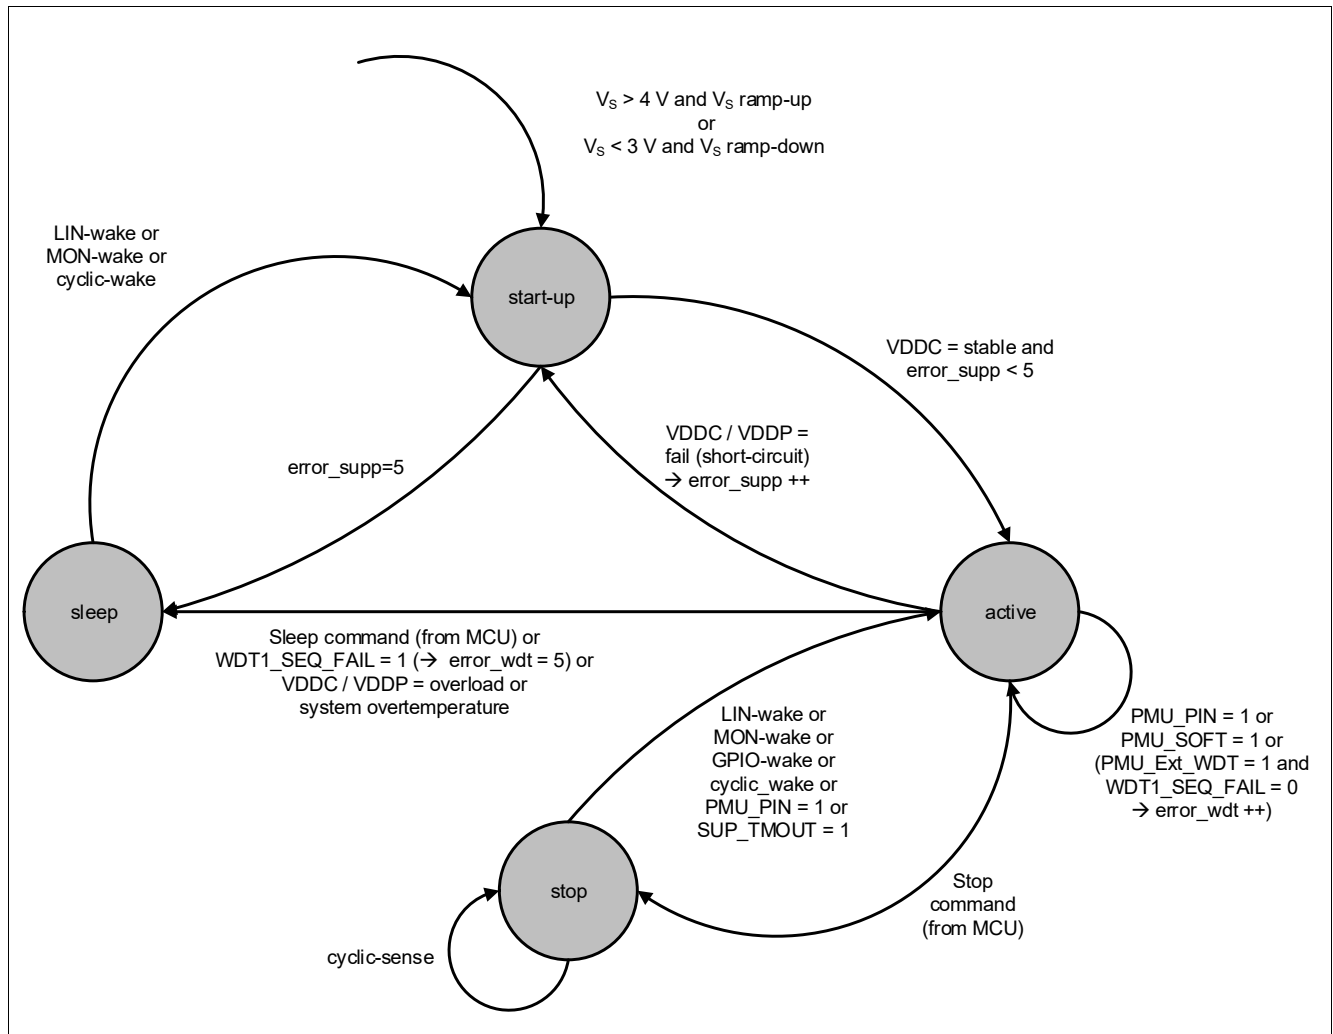 V_S > 4 V and V_S ramp-up
or
V_S < 3 V and V_S ramp-down
LIN-wake or
MON-wake or
cyclic-wake
start-up
VDDC = stable and
error_supp < 5
VDDC / VDDP =
fail (short-circuit)
→ error_supp ++
error_supp=5
sleep
active
Sleep command (from MCU) or
WDT1_SEQ_FAIL = 1 (→ error_wdt = 5) or
VDDC / VDDP = overload or
system overtemperature
LIN-wake or
MON-wake or
GPIO-wake or
cyclic_wake or
PMU_PIN = 1 or
SUP_TMOUT = 1
PMU_PIN = 1 or
PMU_SOFT = 1 or
(PMU_Ext_WDT = 1 and
WDT1_SEQ_FAIL = 0
→ error_wdt ++)
stop
Stop
command
(from MCU)
cyclic-sense